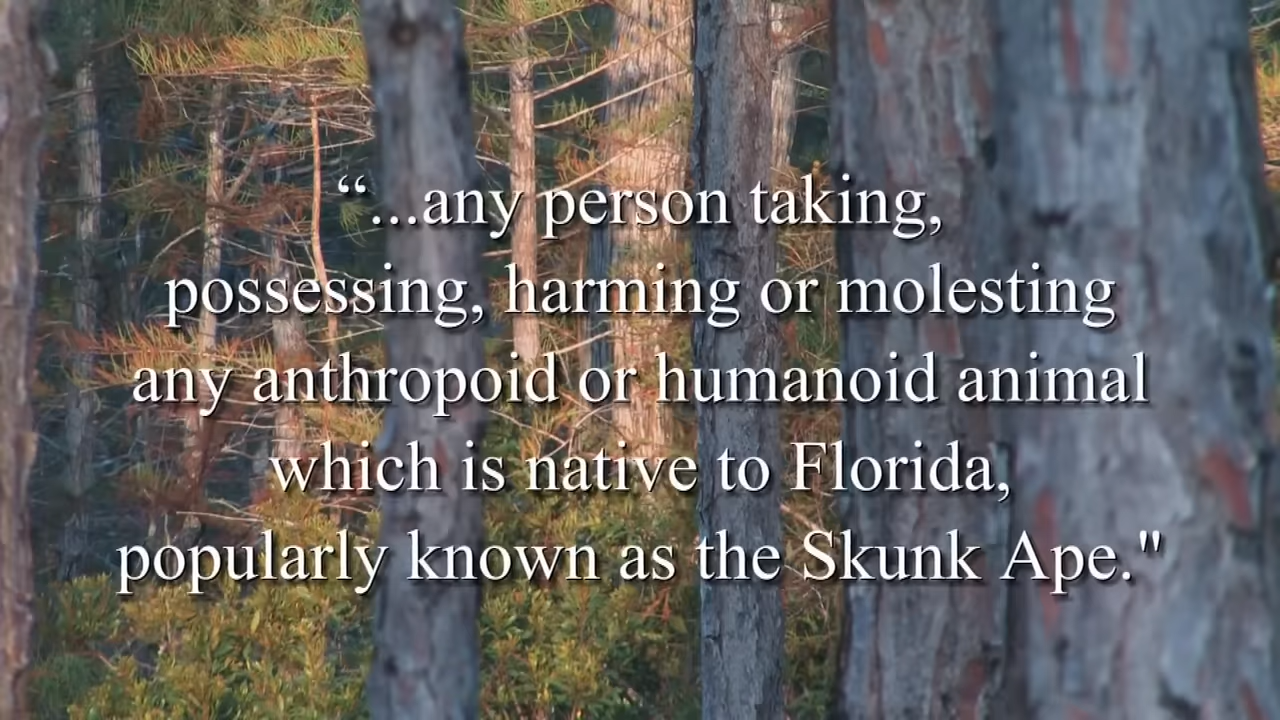 “...any person taking,
possessing, harming or molesting
any anthropoid or humanoid animal
which is native to Florida,
popularly known as the Skunk Ape."